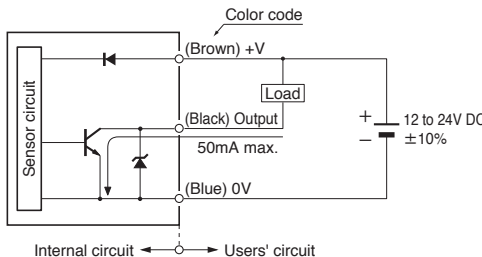 Color code
(Brown) +V
Load
Sensor circuit
(Black) Output
50mA max.
+
−
12 to 24V DC
±10%
(Blue) 0V
Internal circuit
Users' circuit